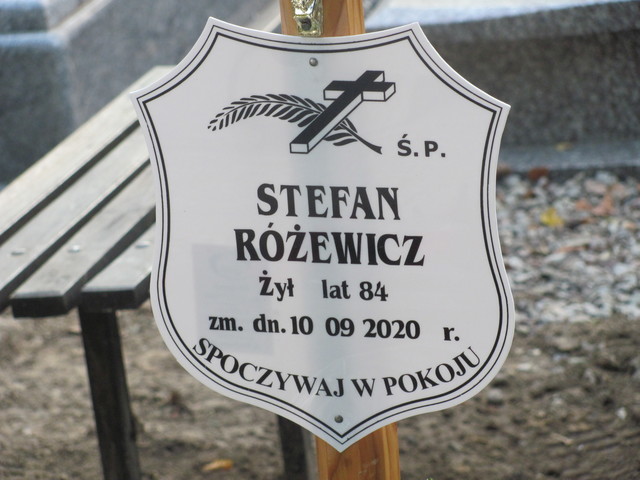 Ś.P.
STEFAN
RÓŻEWICZ
Żył lat 84
zm. dn. 10 09 2020 r.
SPOCZYWAJ W POKOJU